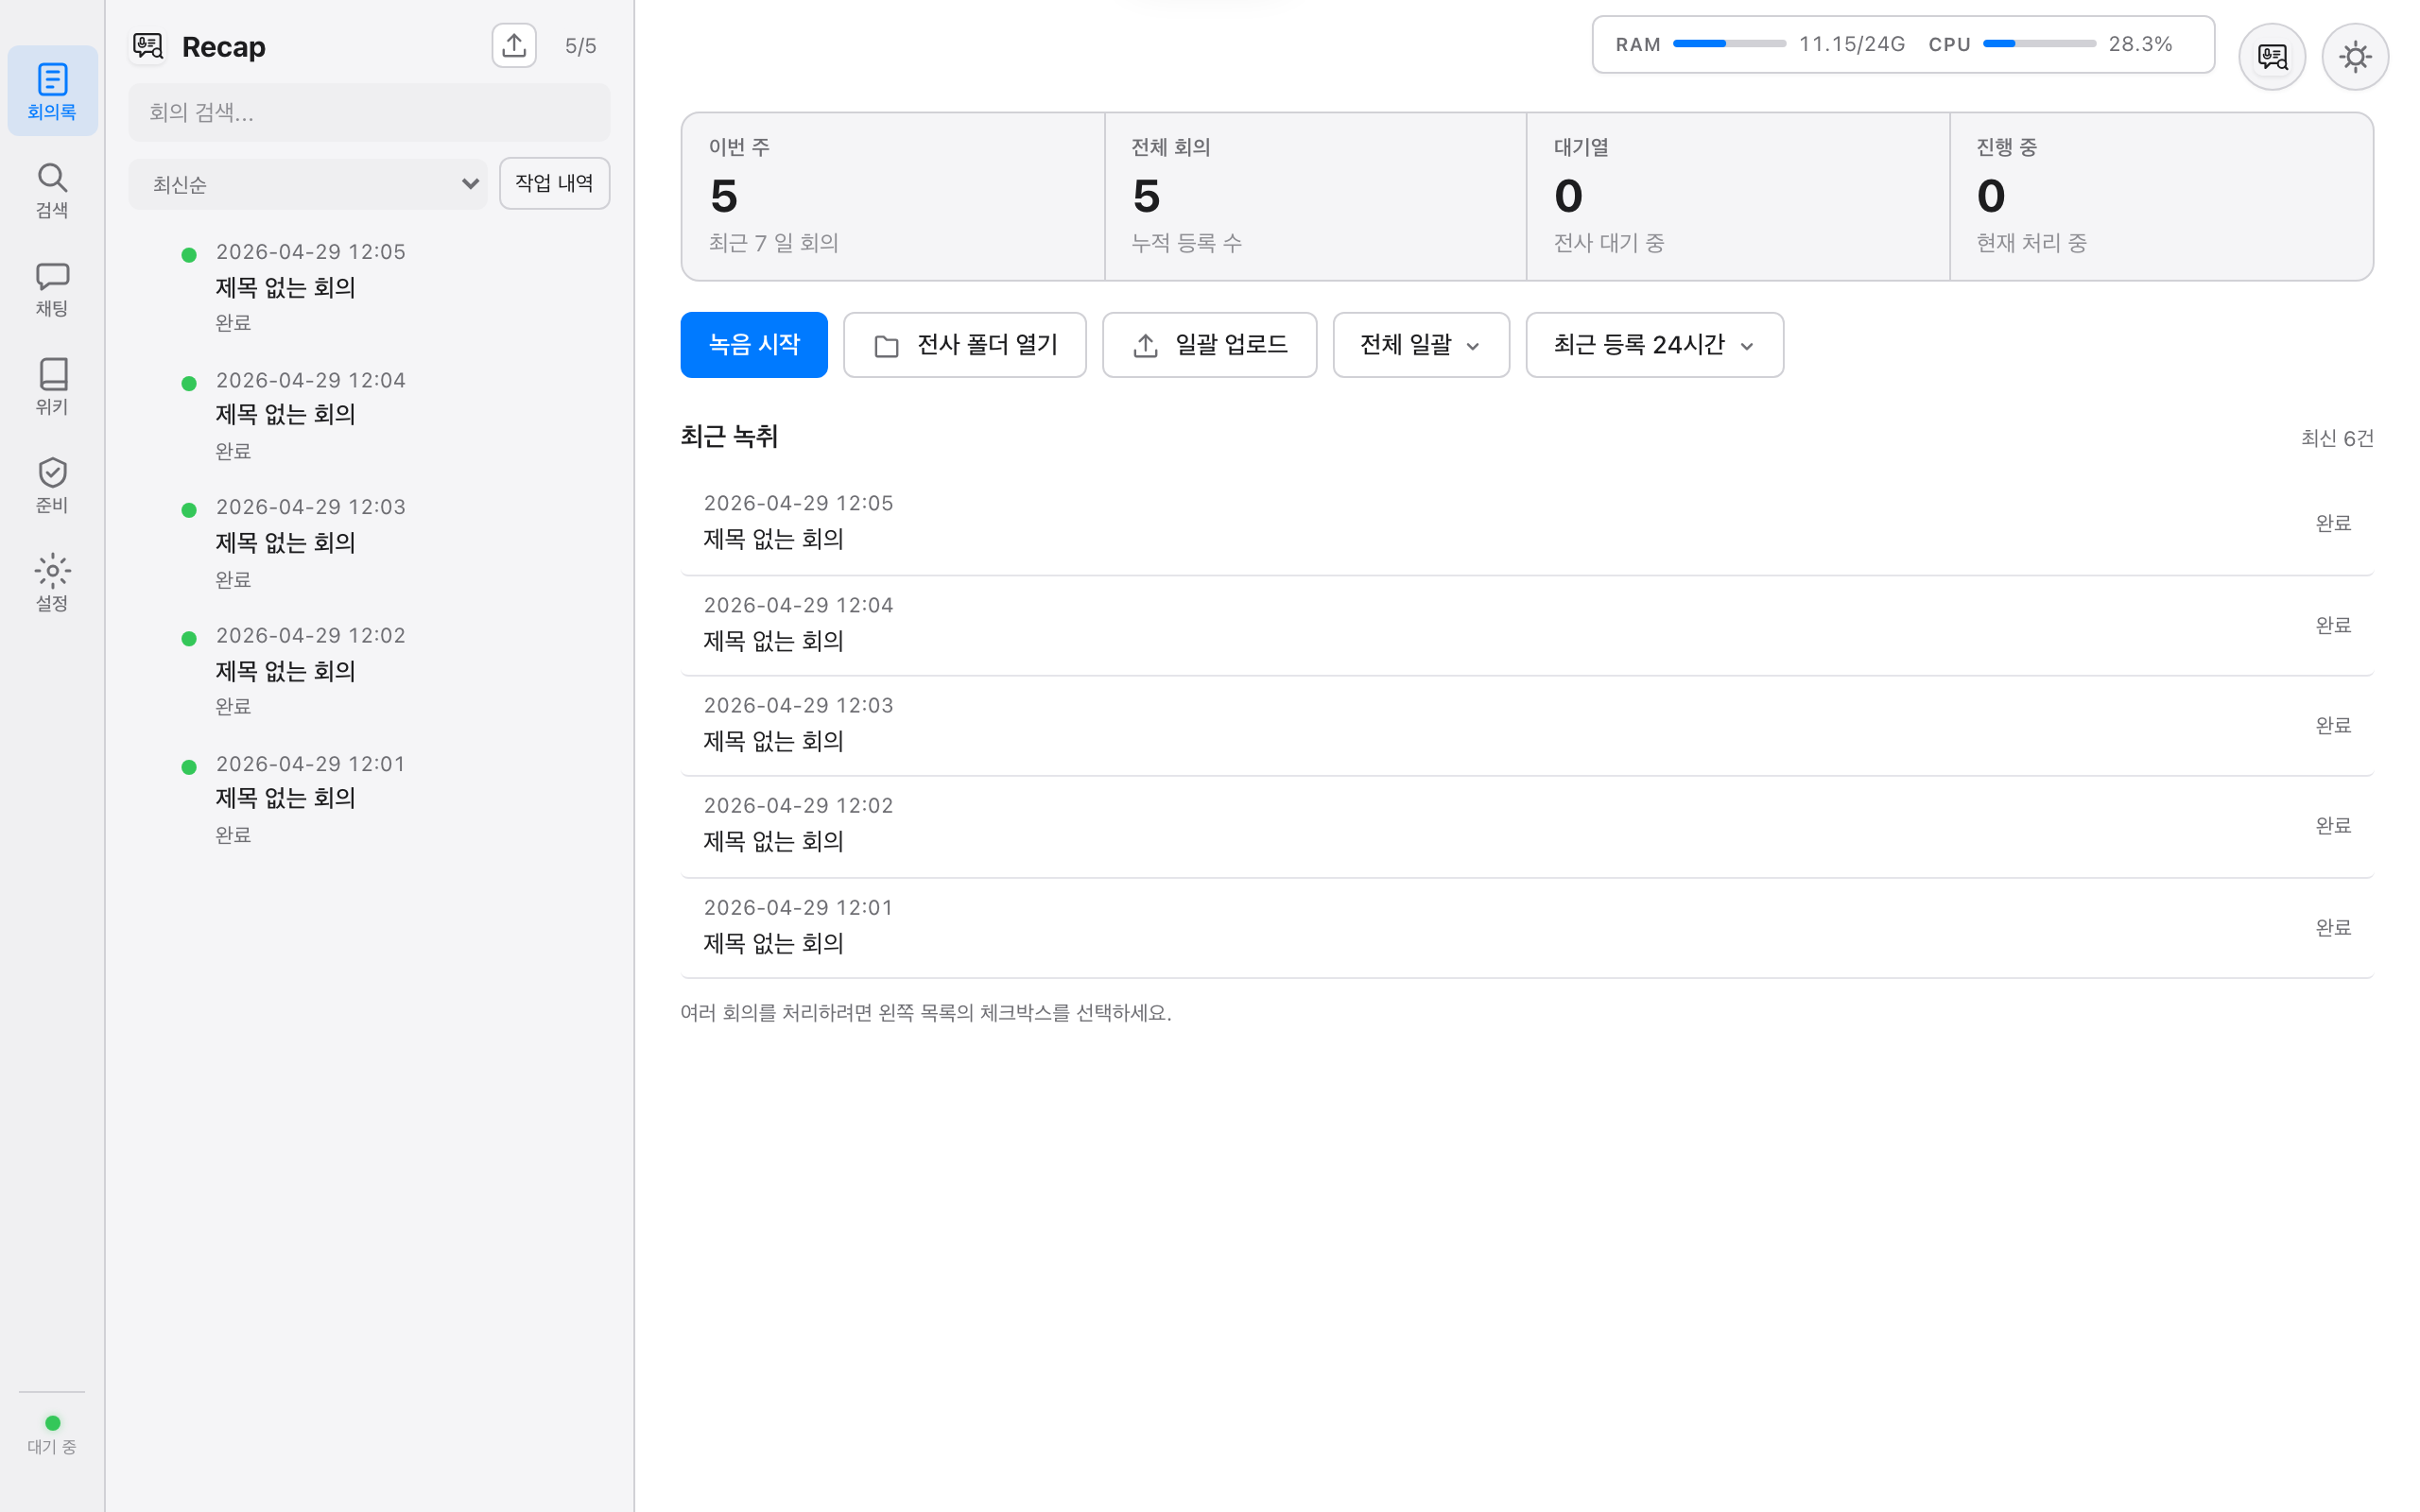 회의록
검색
채팅
위키
준비
설정
대기 중
Recap
5/5
회의 검색...
최신순
작업 내역
2026-04-29 12:05
제목 없는 회의
완료
2026-04-29 12:04
제목 없는 회의
완료
2026-04-29 12:03
제목 없는 회의
완료
2026-04-29 12:02
제목 없는 회의
완료
2026-04-29 12:01
제목 없는 회의
완료
RAM 11.15/24G CPU 28.3%
이번 주
5
최근 7 일 회의
전체 회의
5
누적 등록 수
대기열
0
전사 대기 중
진행 중
0
현재 처리 중
녹음 시작
전사 폴더 열기
일괄 업로드
전체 일괄
최근 등록 24시간
최근 녹취
최신 6건
2026-04-29 12:05
제목 없는 회의
완료
2026-04-29 12:04
제목 없는 회의
완료
2026-04-29 12:03
제목 없는 회의
완료
2026-04-29 12:02
제목 없는 회의
완료
2026-04-29 12:01
제목 없는 회의
완료
여러 회의를 처리하려면 왼쪽 목록의 체크박스를 선택하세요.